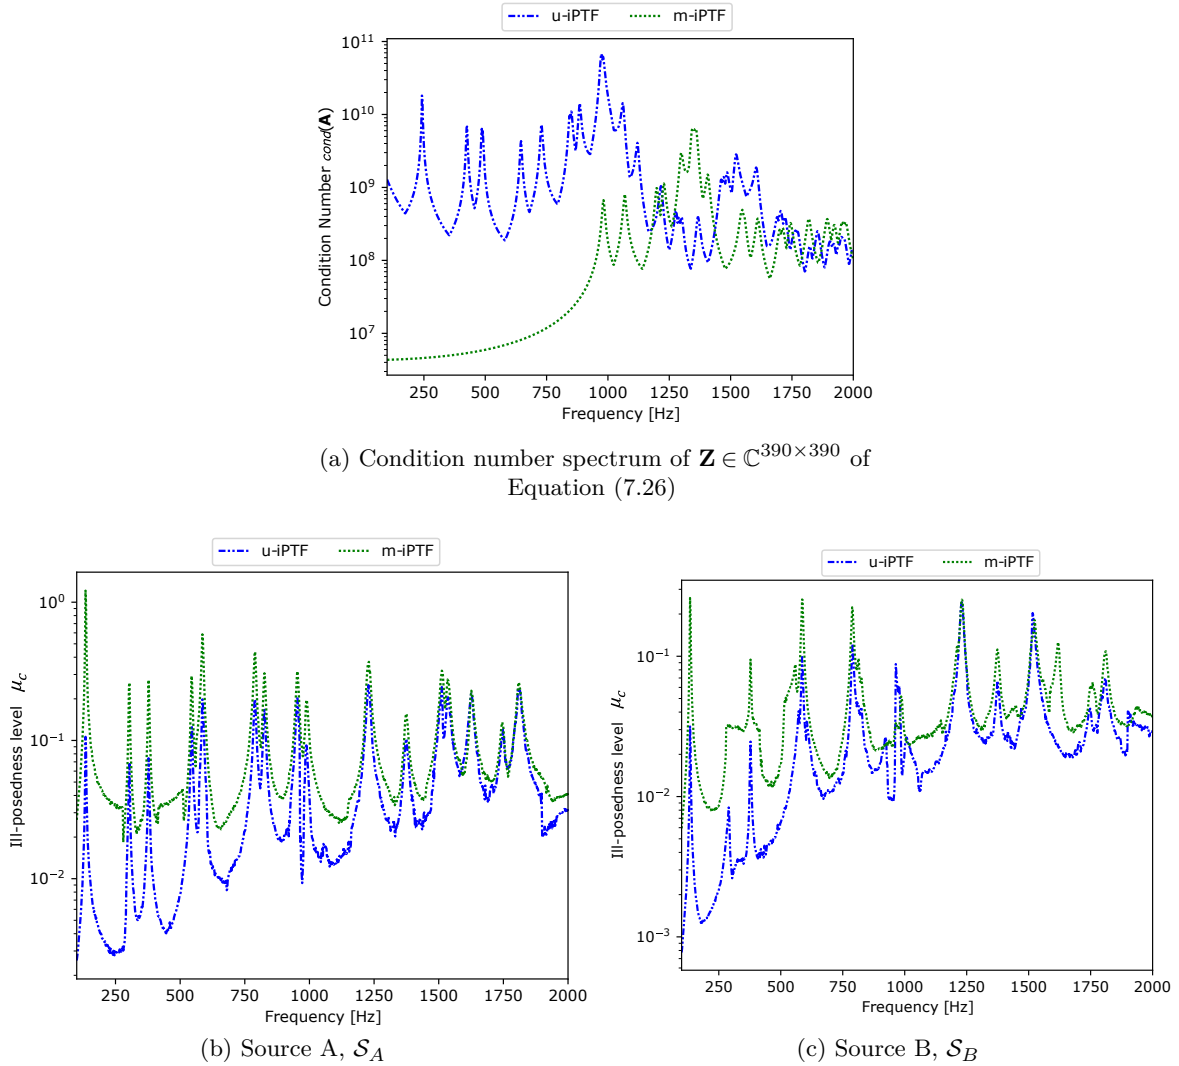 u-iPTF m-iPTF
10^11
10^10
10^9
10^8
10^7
Condition Number cond(A)
250 500 750 1000 1250 1500 1750 2000
Frequency [Hz]
(a) Condition number spectrum of Z ∈ ℂ^{390×390} of
Equation (7.26)
u-iPTF m-iPTF
10^0
10^−1
10^−2
Ill-posedness level μ_c
250 500 750 1000 1250 1500 1750 2000
Frequency [Hz]
(b) Source A, 𝒮_A
u-iPTF m-iPTF
10^−1
10^−2
10^−3
Ill-posedness level μ_c
250 500 750 1000 1250 1500 1750 2000
Frequency [Hz]
(c) Source B, 𝒮_B